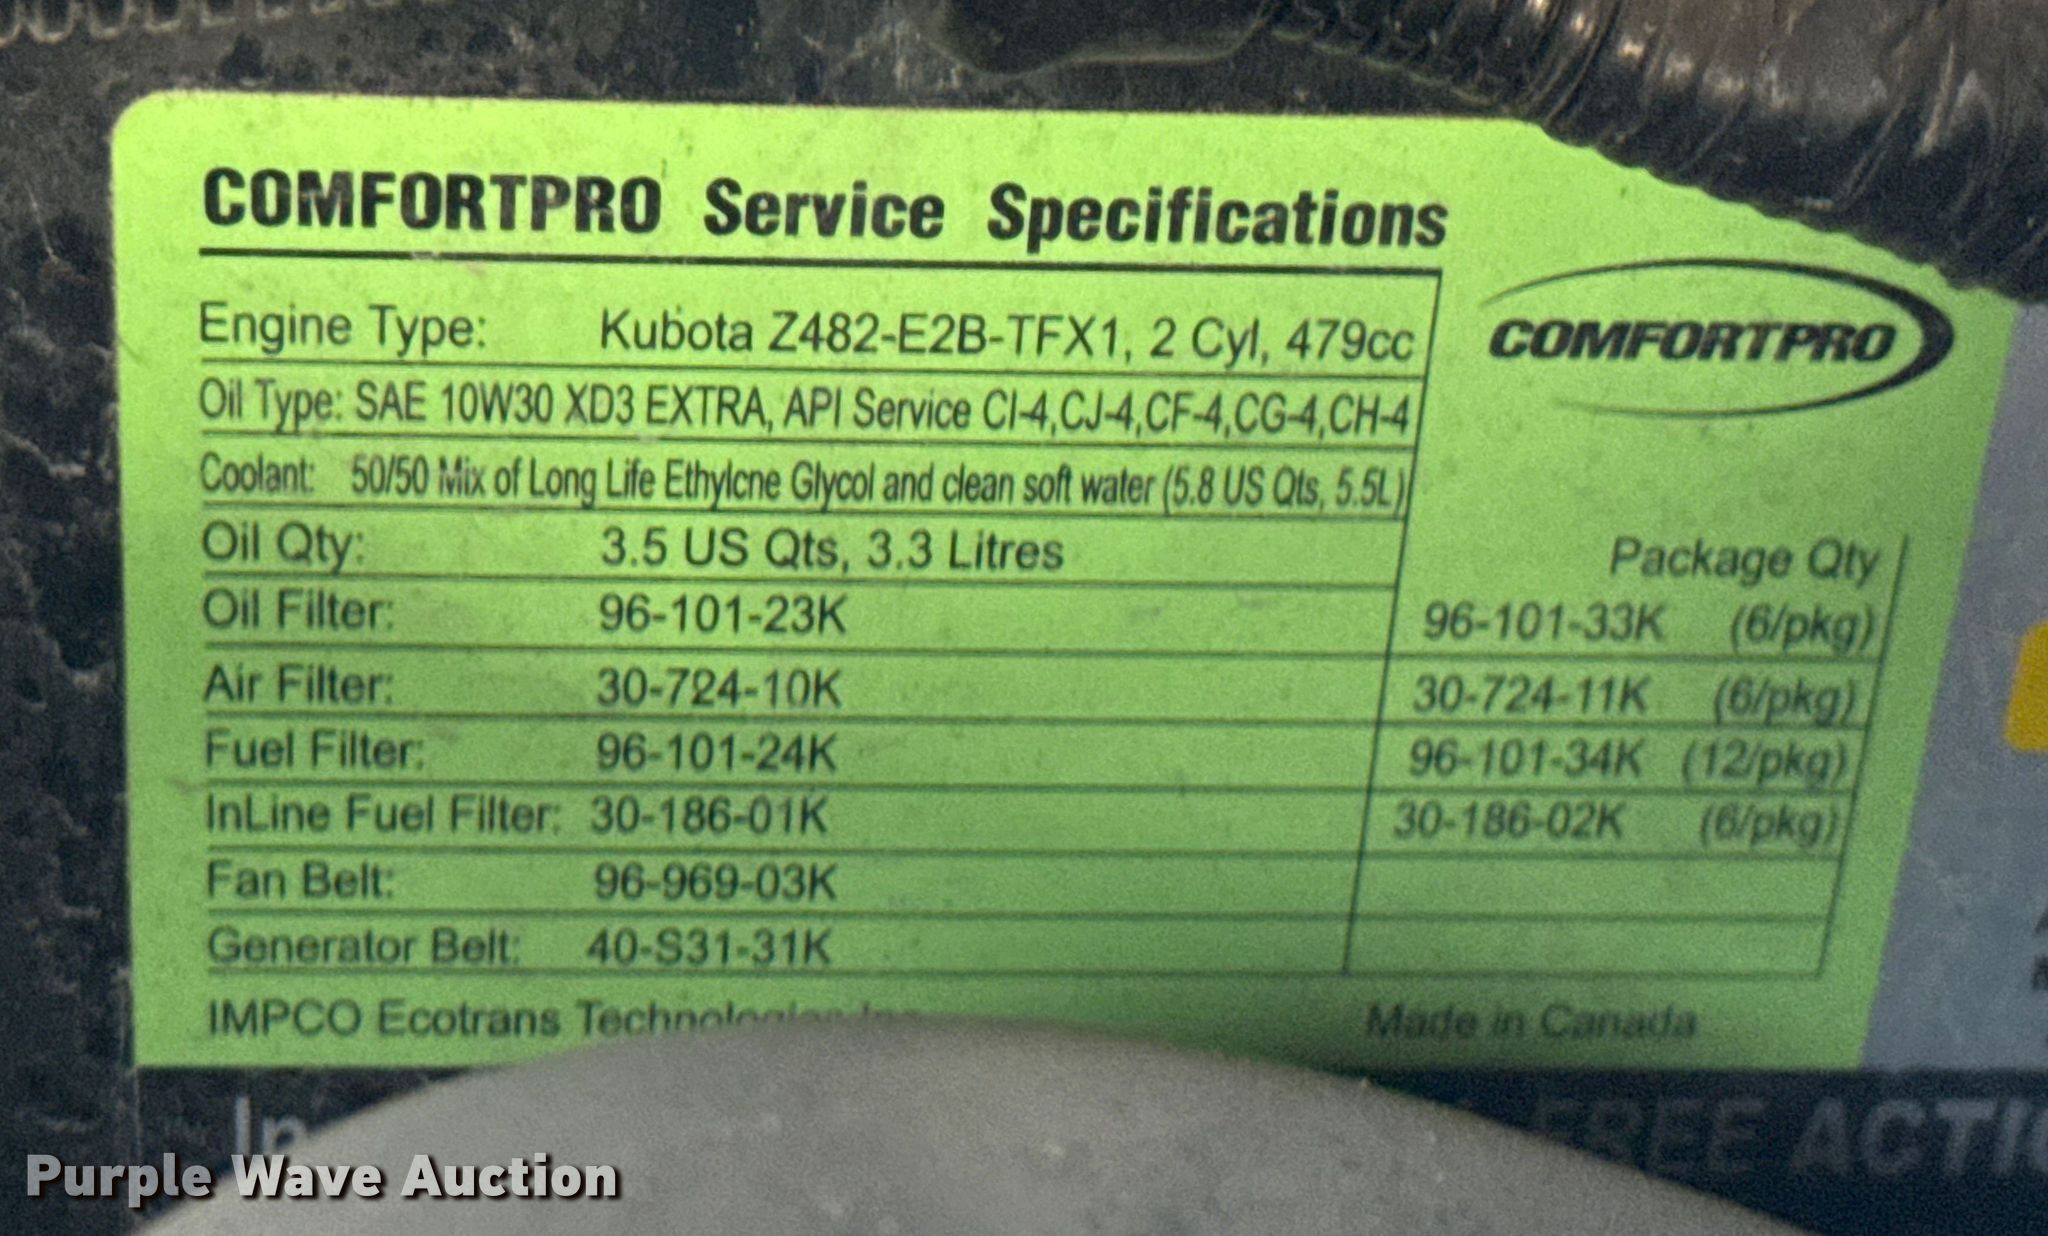 COMFORTPRO Service Specifications
COMFORTPRO
Engine Type: Kubota Z482-E2B-TFX1, 2 Cyl, 479cc
Oil Type: SAE 10W30 XD3 EXTRA, API Service CI-4,CJ-4,CF-4,CG-4,CH-4
Coolant: 50/50 Mix of Long Life Ethylene Glycol and clean soft water (5.8 US Qts, 5.5L)
Oil Qty: 3.5 US Qts, 3.3 Litres
Package Qty
Oil Filter: 96-101-23K 96-101-33K (6/pkg)
Air Filter: 30-724-10K 30-724-11K (6/pkg)
Fuel Filter: 96-101-24K 96-101-34K (12/pkg)
InLine Fuel Filter: 30-186-01K 30-186-02K (6/pkg)
Fan Belt: 96-969-03K
Generator Belt: 40-S31-31K
IMPCO Ecotrans Technologies Made in Canada
FREE
Purple Wave Auction